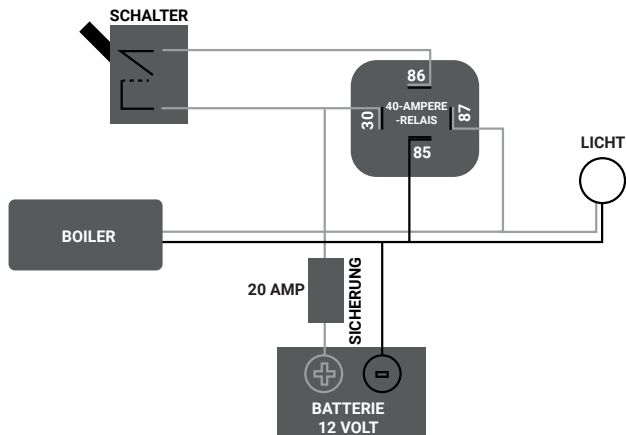 SCHALTER
86
40-AMPERE
-RELAIS
30
87
85
LICHT
BOILER
20 AMP
SICHERUNG
BATTERIE
12 VOLT